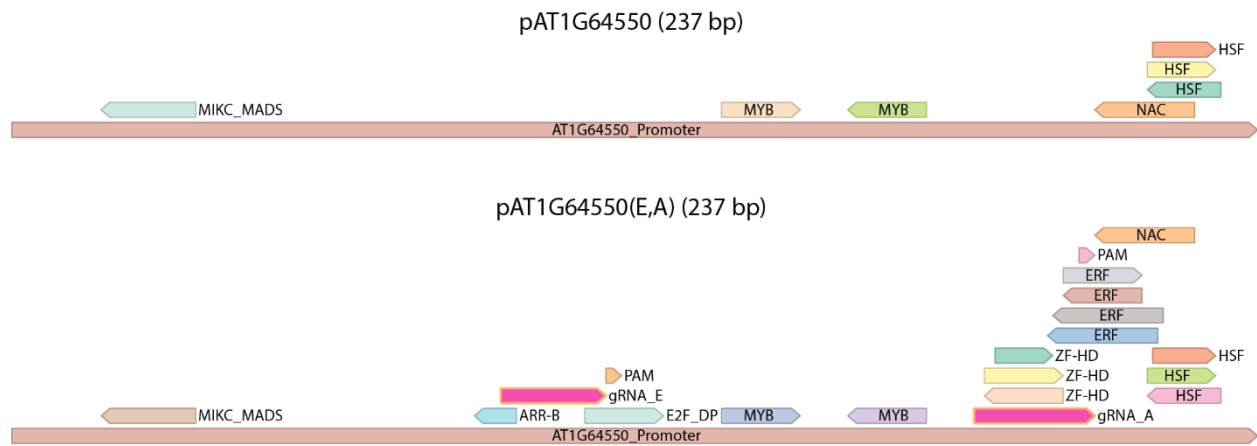 pAT1G64550 (237 bp)
HSF
HSF
HSF
MIKC_MADS MYB MYB NAC
AT1G64550_Promoter
pAT1G64550(E,A) (237 bp)
NAC
PAM
ERF
ERF
ERF
ERF
ZF-HD HSF
PAM ZF-HD HSF
gRNA_E ZF-HD HSF
MIKC_MADS ARR-B E2F_DP MYB MYB gRNA_A
AT1G64550_Promoter